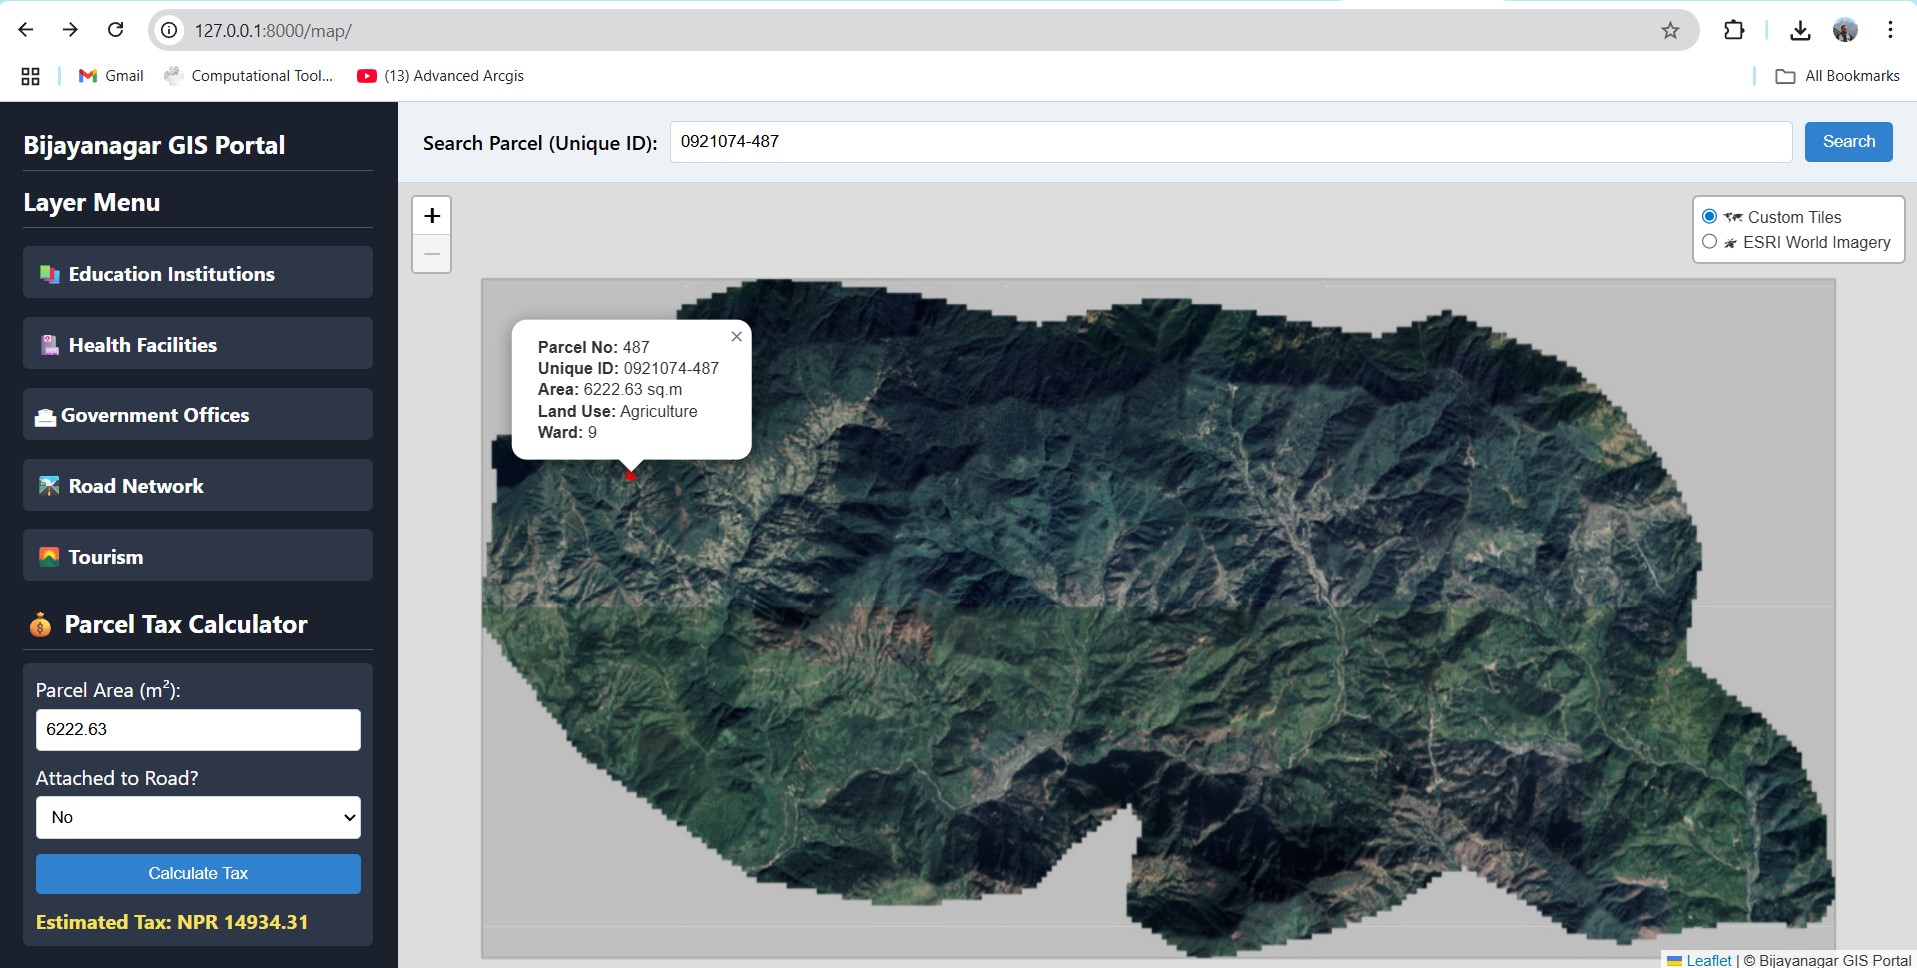 127.0.0.1:8000/map/
Gmail
Computational Tool...
(13) Advanced Arcgis
All Bookmarks
Bijayanagar GIS Portal
Layer Menu
Education Institutions
Health Facilities
Government Offices
Road Network
Tourism
Parcel Tax Calculator
Parcel Area (m²):
6222.63
Attached to Road?
No
Calculate Tax
Estimated Tax: NPR 14934.31
Search Parcel (Unique ID):
0921074-487
Search
+
−
Custom Tiles
ESRI World Imagery
Parcel No: 487
Unique ID: 0921074-487
Area: 6222.63 sq.m
Land Use: Agriculture
Ward: 9
Leaflet | © Bijayanagar GIS Portal